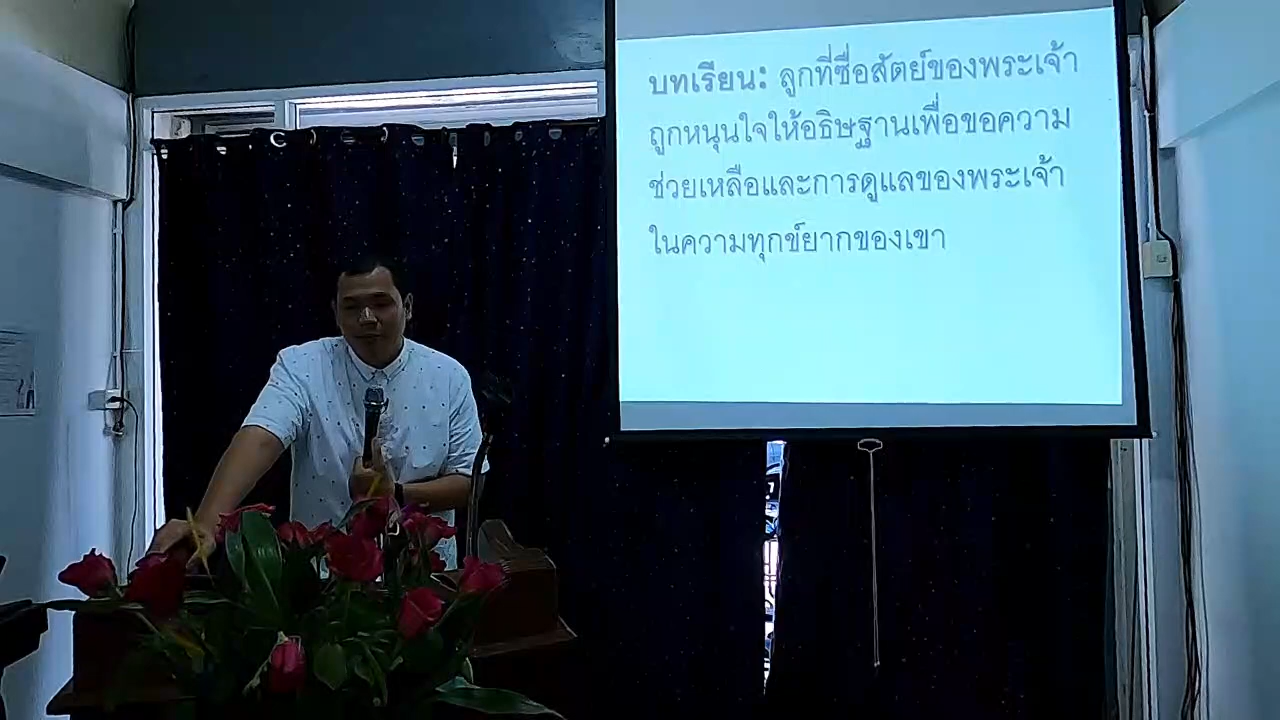 บทเรียน: ลูกที่ซื่อสัตย์ของพระเจ้า
ถูกหนุนใจให้อธิษฐานเพื่อขอความ
ช่วยเหลือและการดูแลของพระเจ้า
ในความทุกข์ยากของเขา